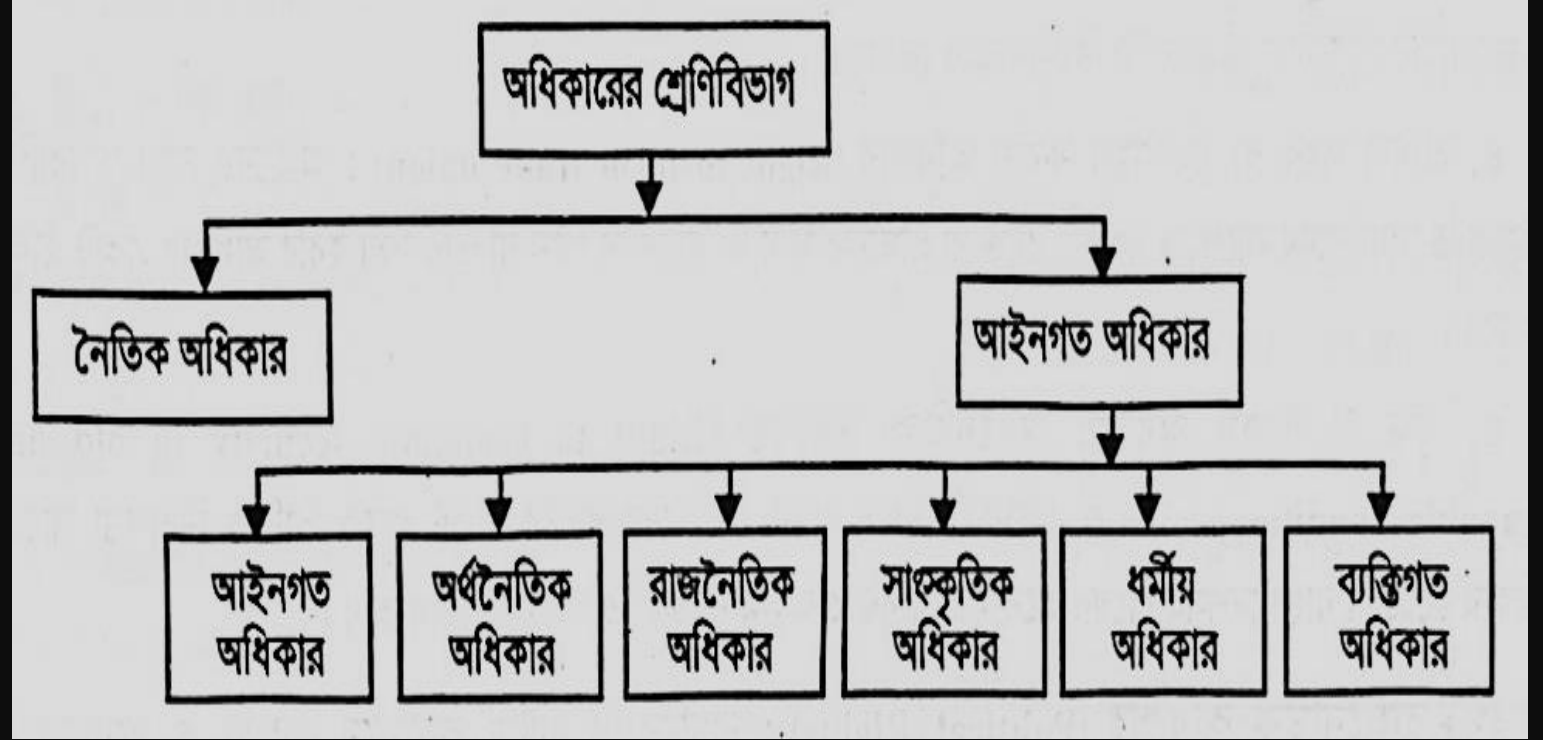 অধিকারের শ্রেণিবিভাগ
নৈতিক অধিকার
আইনগত অধিকার
আইনগত
অধিকার
অর্থনৈতিক
অধিকার
রাজনৈতিক
অধিকার
সাংস্কৃতিক
অধিকার
ধর্মীয়
অধিকার
ব্যক্তিগত
অধিকার